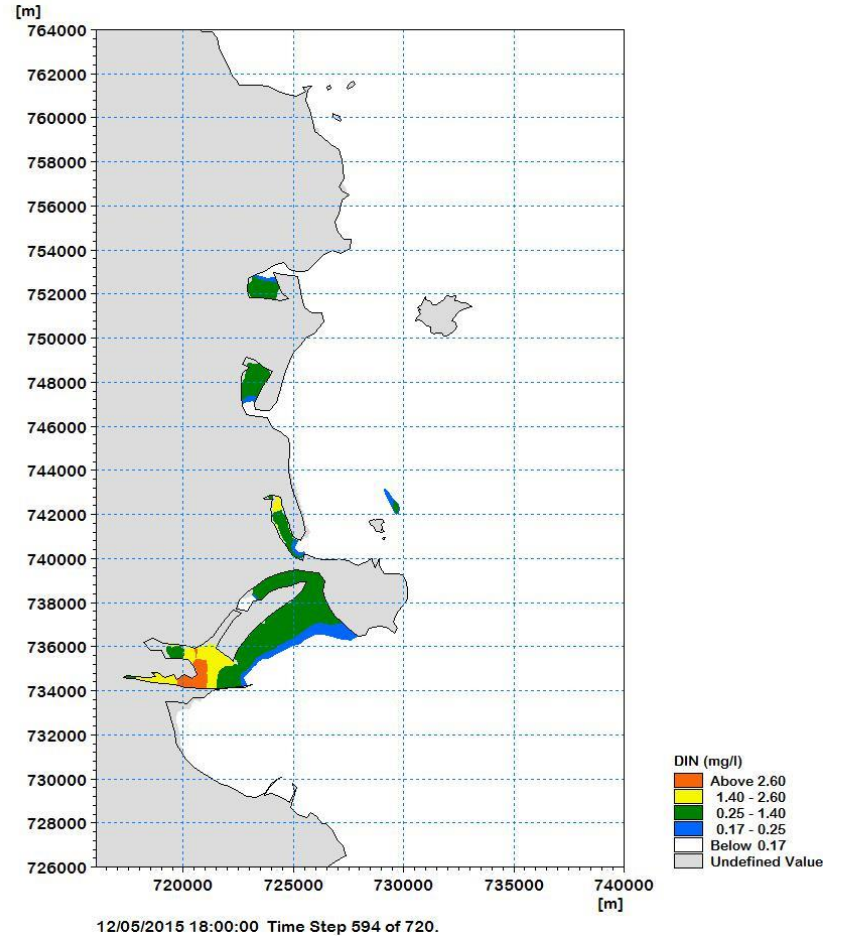 [m]
764000
762000
760000
758000
756000
754000
752000
750000
748000
746000
744000
742000
740000
738000
736000
734000
732000
730000
728000
726000
720000 725000 730000 735000 740000
[m]
DIN (mg/l)
Above 2.60
1.40 - 2.60
0.25 - 1.40
0.17 - 0.25
Below 0.17
Undefined Value
12/05/2015 18:00:00 Time Step 594 of 720.